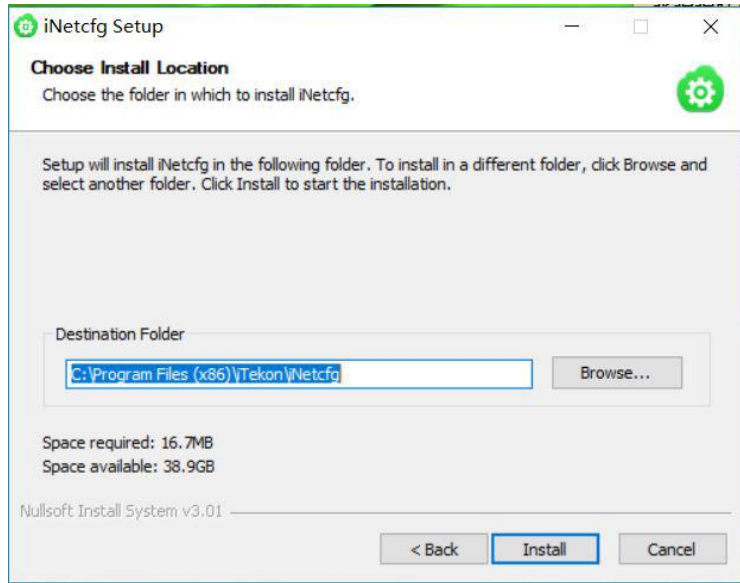 iNetcfg Setup
Choose Install Location
Choose the folder in which to install iNetcfg.
Setup will install iNetcfg in the following folder. To install in a different folder, click Browse and
select another folder. Click Install to start the installation.
Destination Folder
C:\Program Files (x86)\iTekon\iNetcfg
Browse...
Space required: 16.7MB
Space available: 38.9GB
Nullsoft Install System v3.01
< Back
Install
Cancel